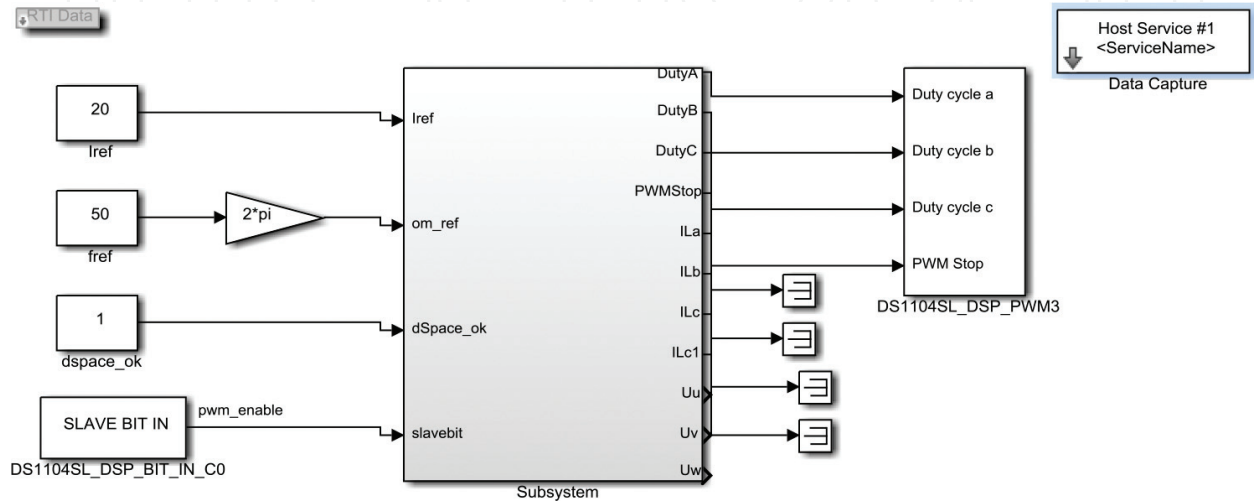 RTI Data
Host Service #1
<ServiceName>
Data Capture
20
Iref
50
fref
2*pi
1
dspace_ok
SLAVE BIT IN
pwm_enable
DS1104SL_DSP_BIT_IN_C0
Iref
om_ref
dSpace_ok
slavebit
DutyA
DutyB
DutyC
PWMStop
ILa
ILb
ILc
ILc1
Uu
Uv
Uw
Subsystem
Duty cycle a
Duty cycle b
Duty cycle c
PWM Stop
DS1104SL_DSP_PWM3